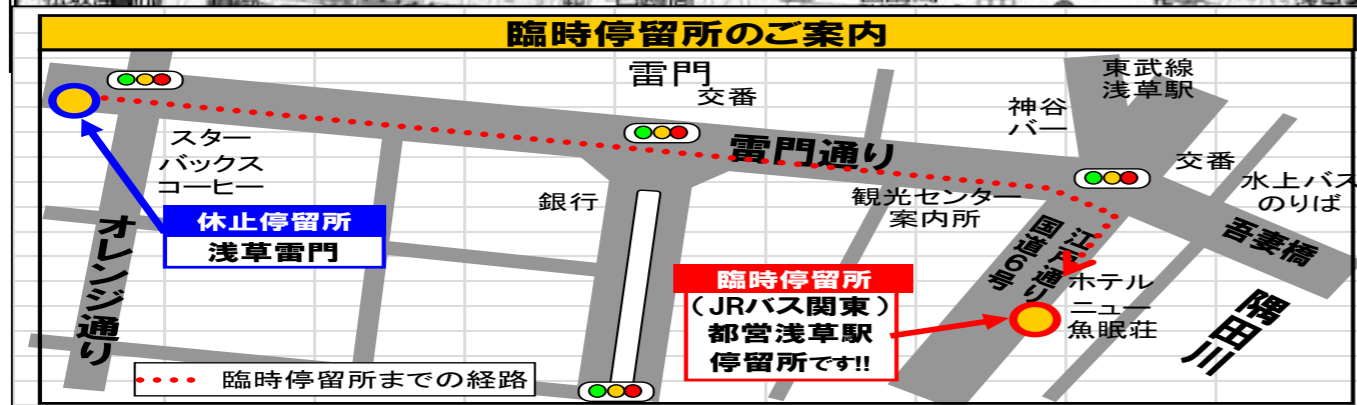 臨時停留所のご案内
雷門
交番
東武線
浅草駅
神谷
バー
スター
バックス
コーヒー
雷門通り
交番
水上バス
のりば
銀行
観光センター
案内所
吾妻橋
オレンジ通り
休止停留所
浅草雷門
江戸通り
国道6号
臨時停留所
(JRバス関東)
都営浅草駅
停留所です!!
ホテル
ニュー
魚眠荘
隅田川
臨時停留所までの経路